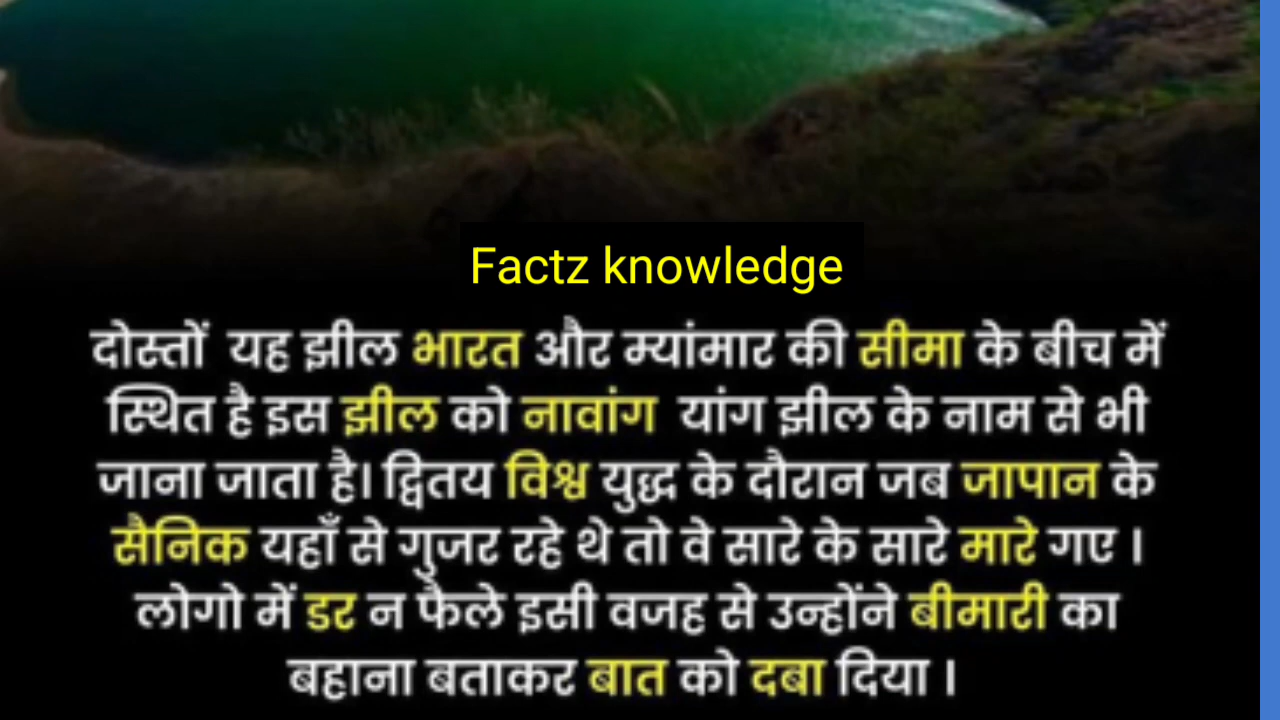 Factz knowledge
दोस्तों यह झील भारत और म्यांमार की सीमा के बीच में
स्थित है इस झील को नावांग यांग झील के नाम से भी
जाना जाता है। द्वितय विश्व युद्ध के दौरान जब जापान के
सैनिक यहाँ से गुजर रहे थे तो वे सारे के सारे मारे गए ।
लोगो में डर न फैले इसी वजह से उन्होंने बीमारी का
बहाना बताकर बात को दबा दिया ।